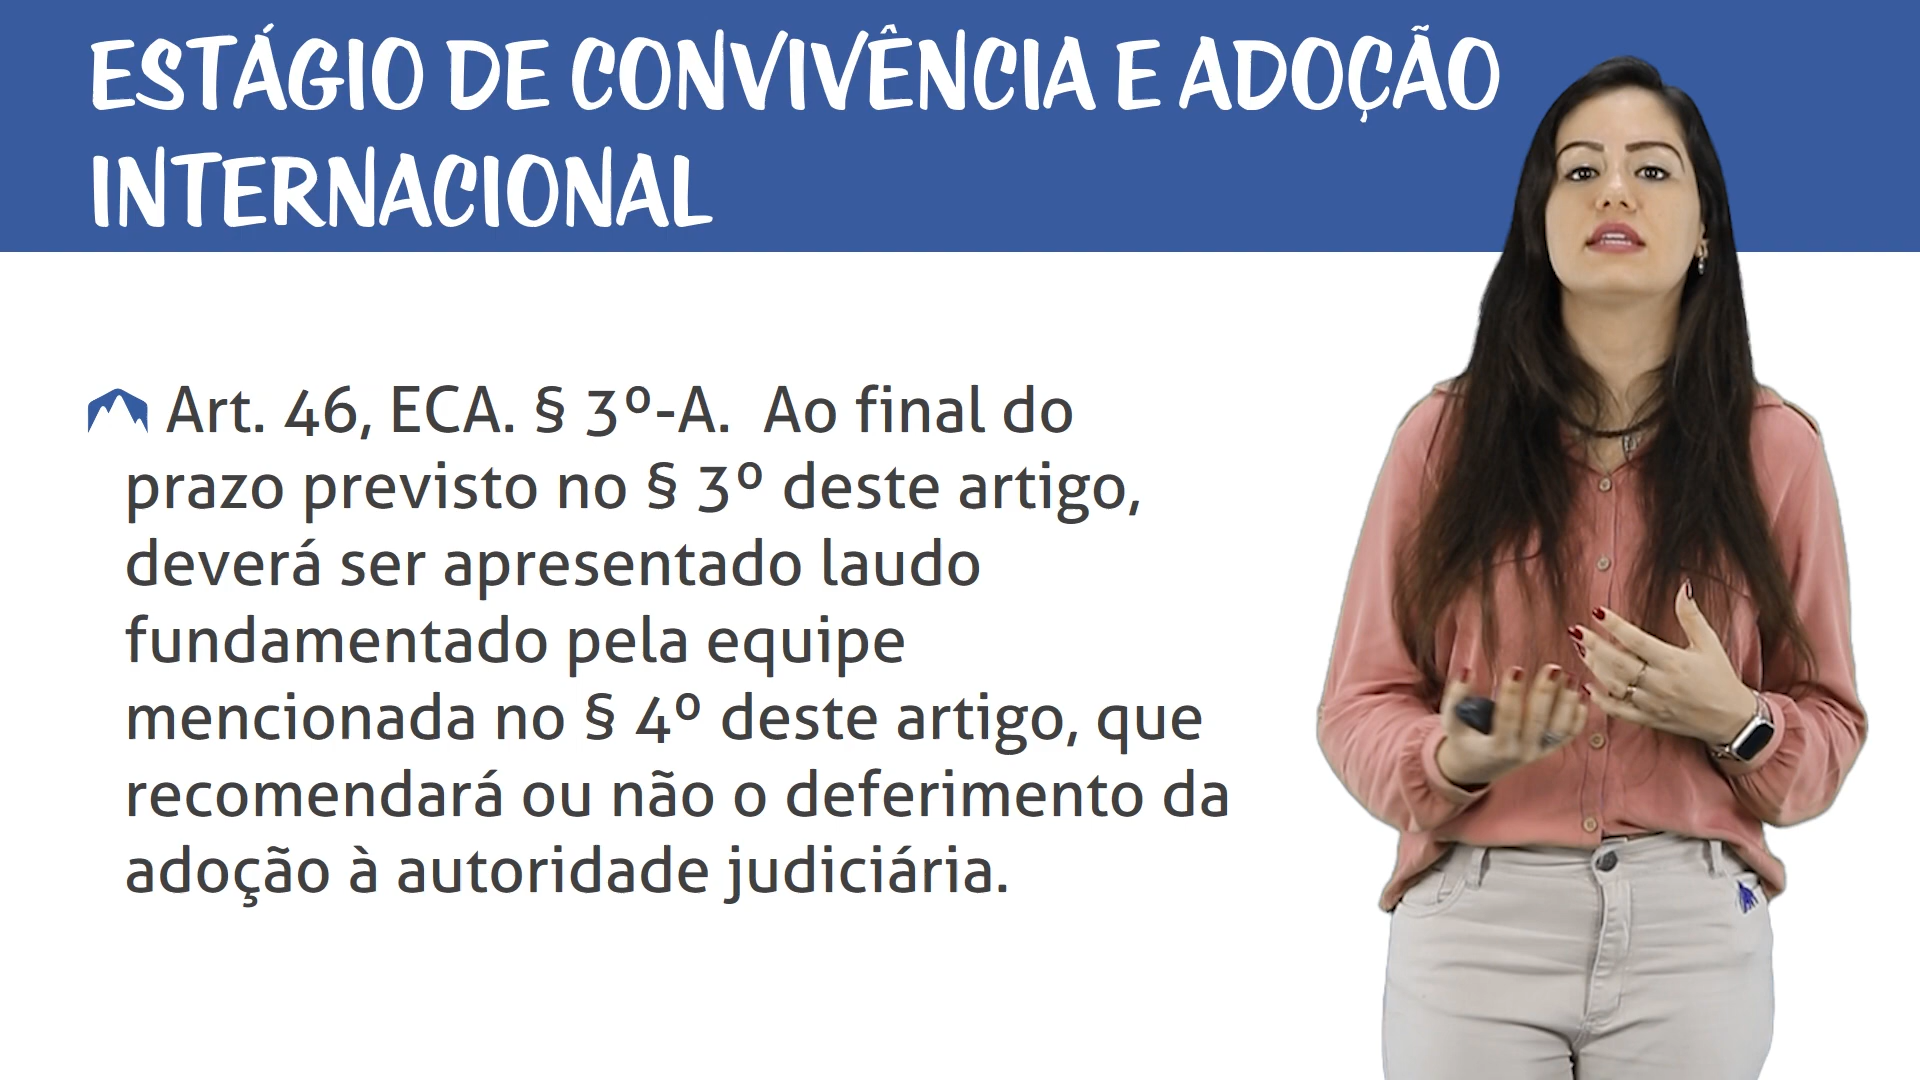 ESTÁGIO DE CONVIVÊNCIA E ADOÇÃO
INTERNACIONAL
Art. 46, ECA. § 3º-A.  Ao final do
prazo previsto no § 3º deste artigo,
deverá ser apresentado laudo
fundamentado pela equipe
mencionada no § 4º deste artigo, que
recomendará ou não o deferimento da
adoção à autoridade judiciária.